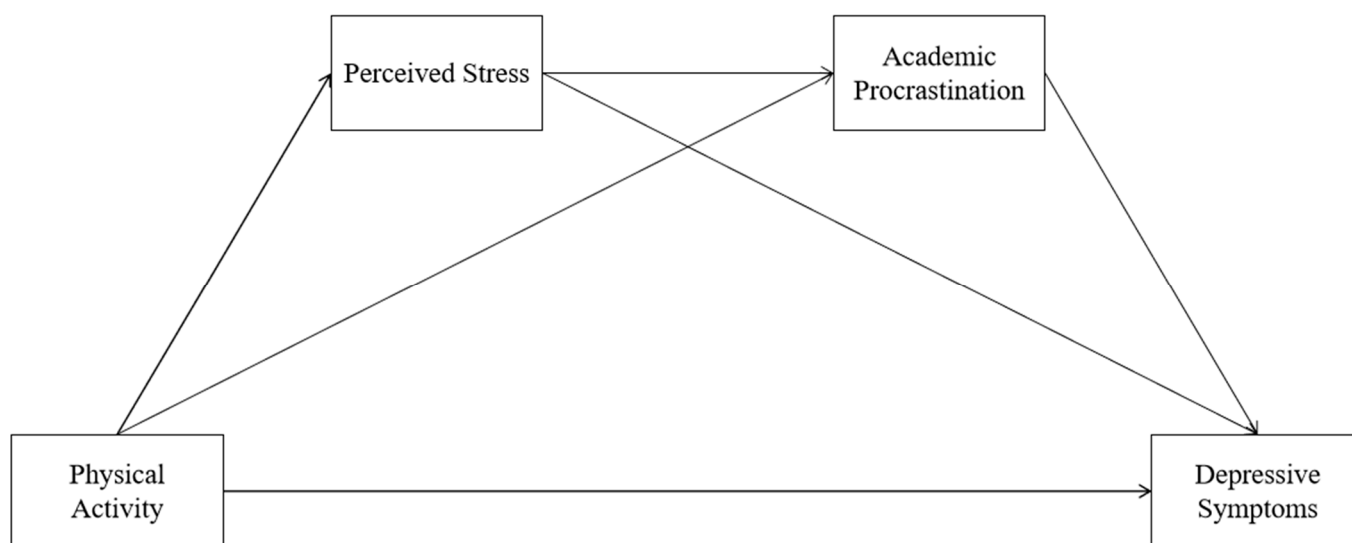 Perceived Stress
Academic
Procrastination
Physical
Activity
Depressive
Symptoms